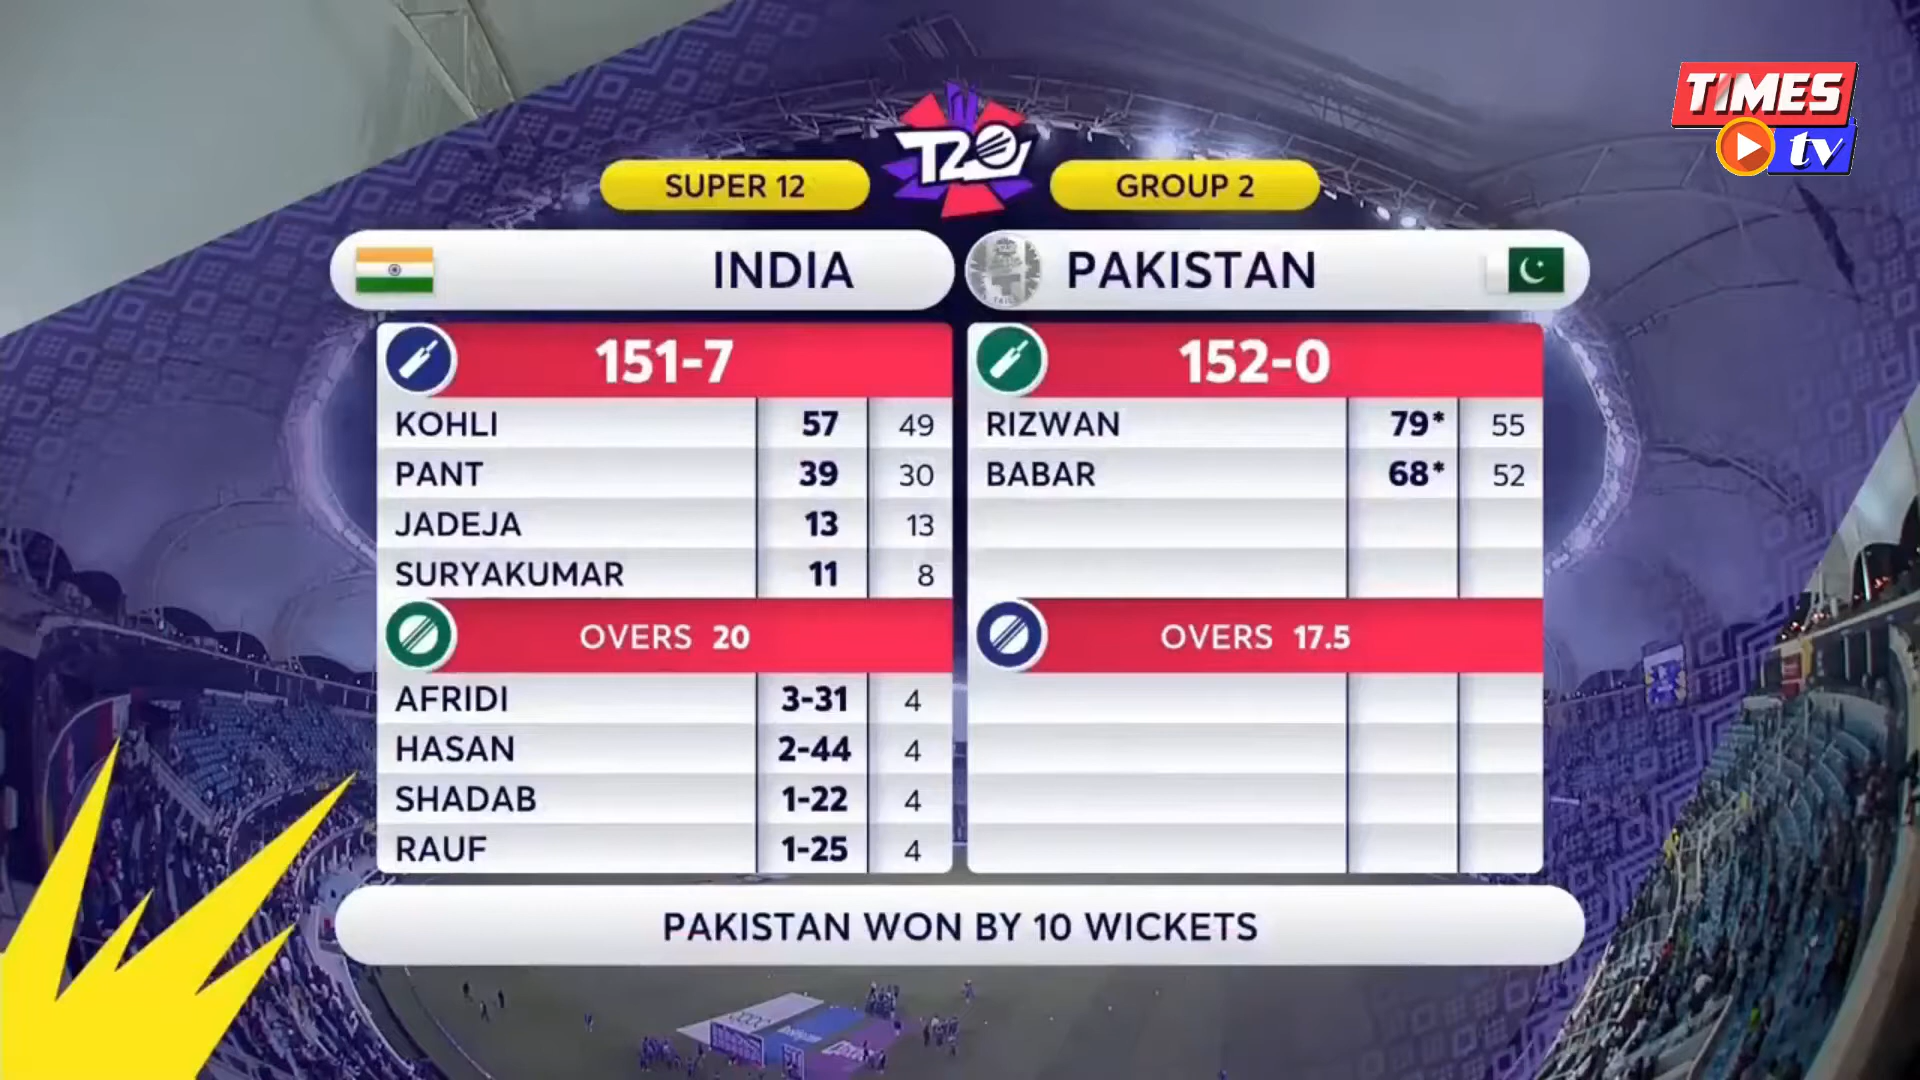 TIMES
tv
T20
SUPER 12
GROUP 2
INDIA
PAKISTAN
151-7
KOHLI 57 49
PANT 39 30
JADEJA 13 13
SURYAKUMAR 11 8
OVERS 20
AFRIDI 3-31 4
HASAN 2-44 4
SHADAB 1-22 4
RAUF 1-25 4
152-0
RIZWAN 79* 55
BABAR 68* 52
OVERS 17.5
PAKISTAN WON BY 10 WICKETS